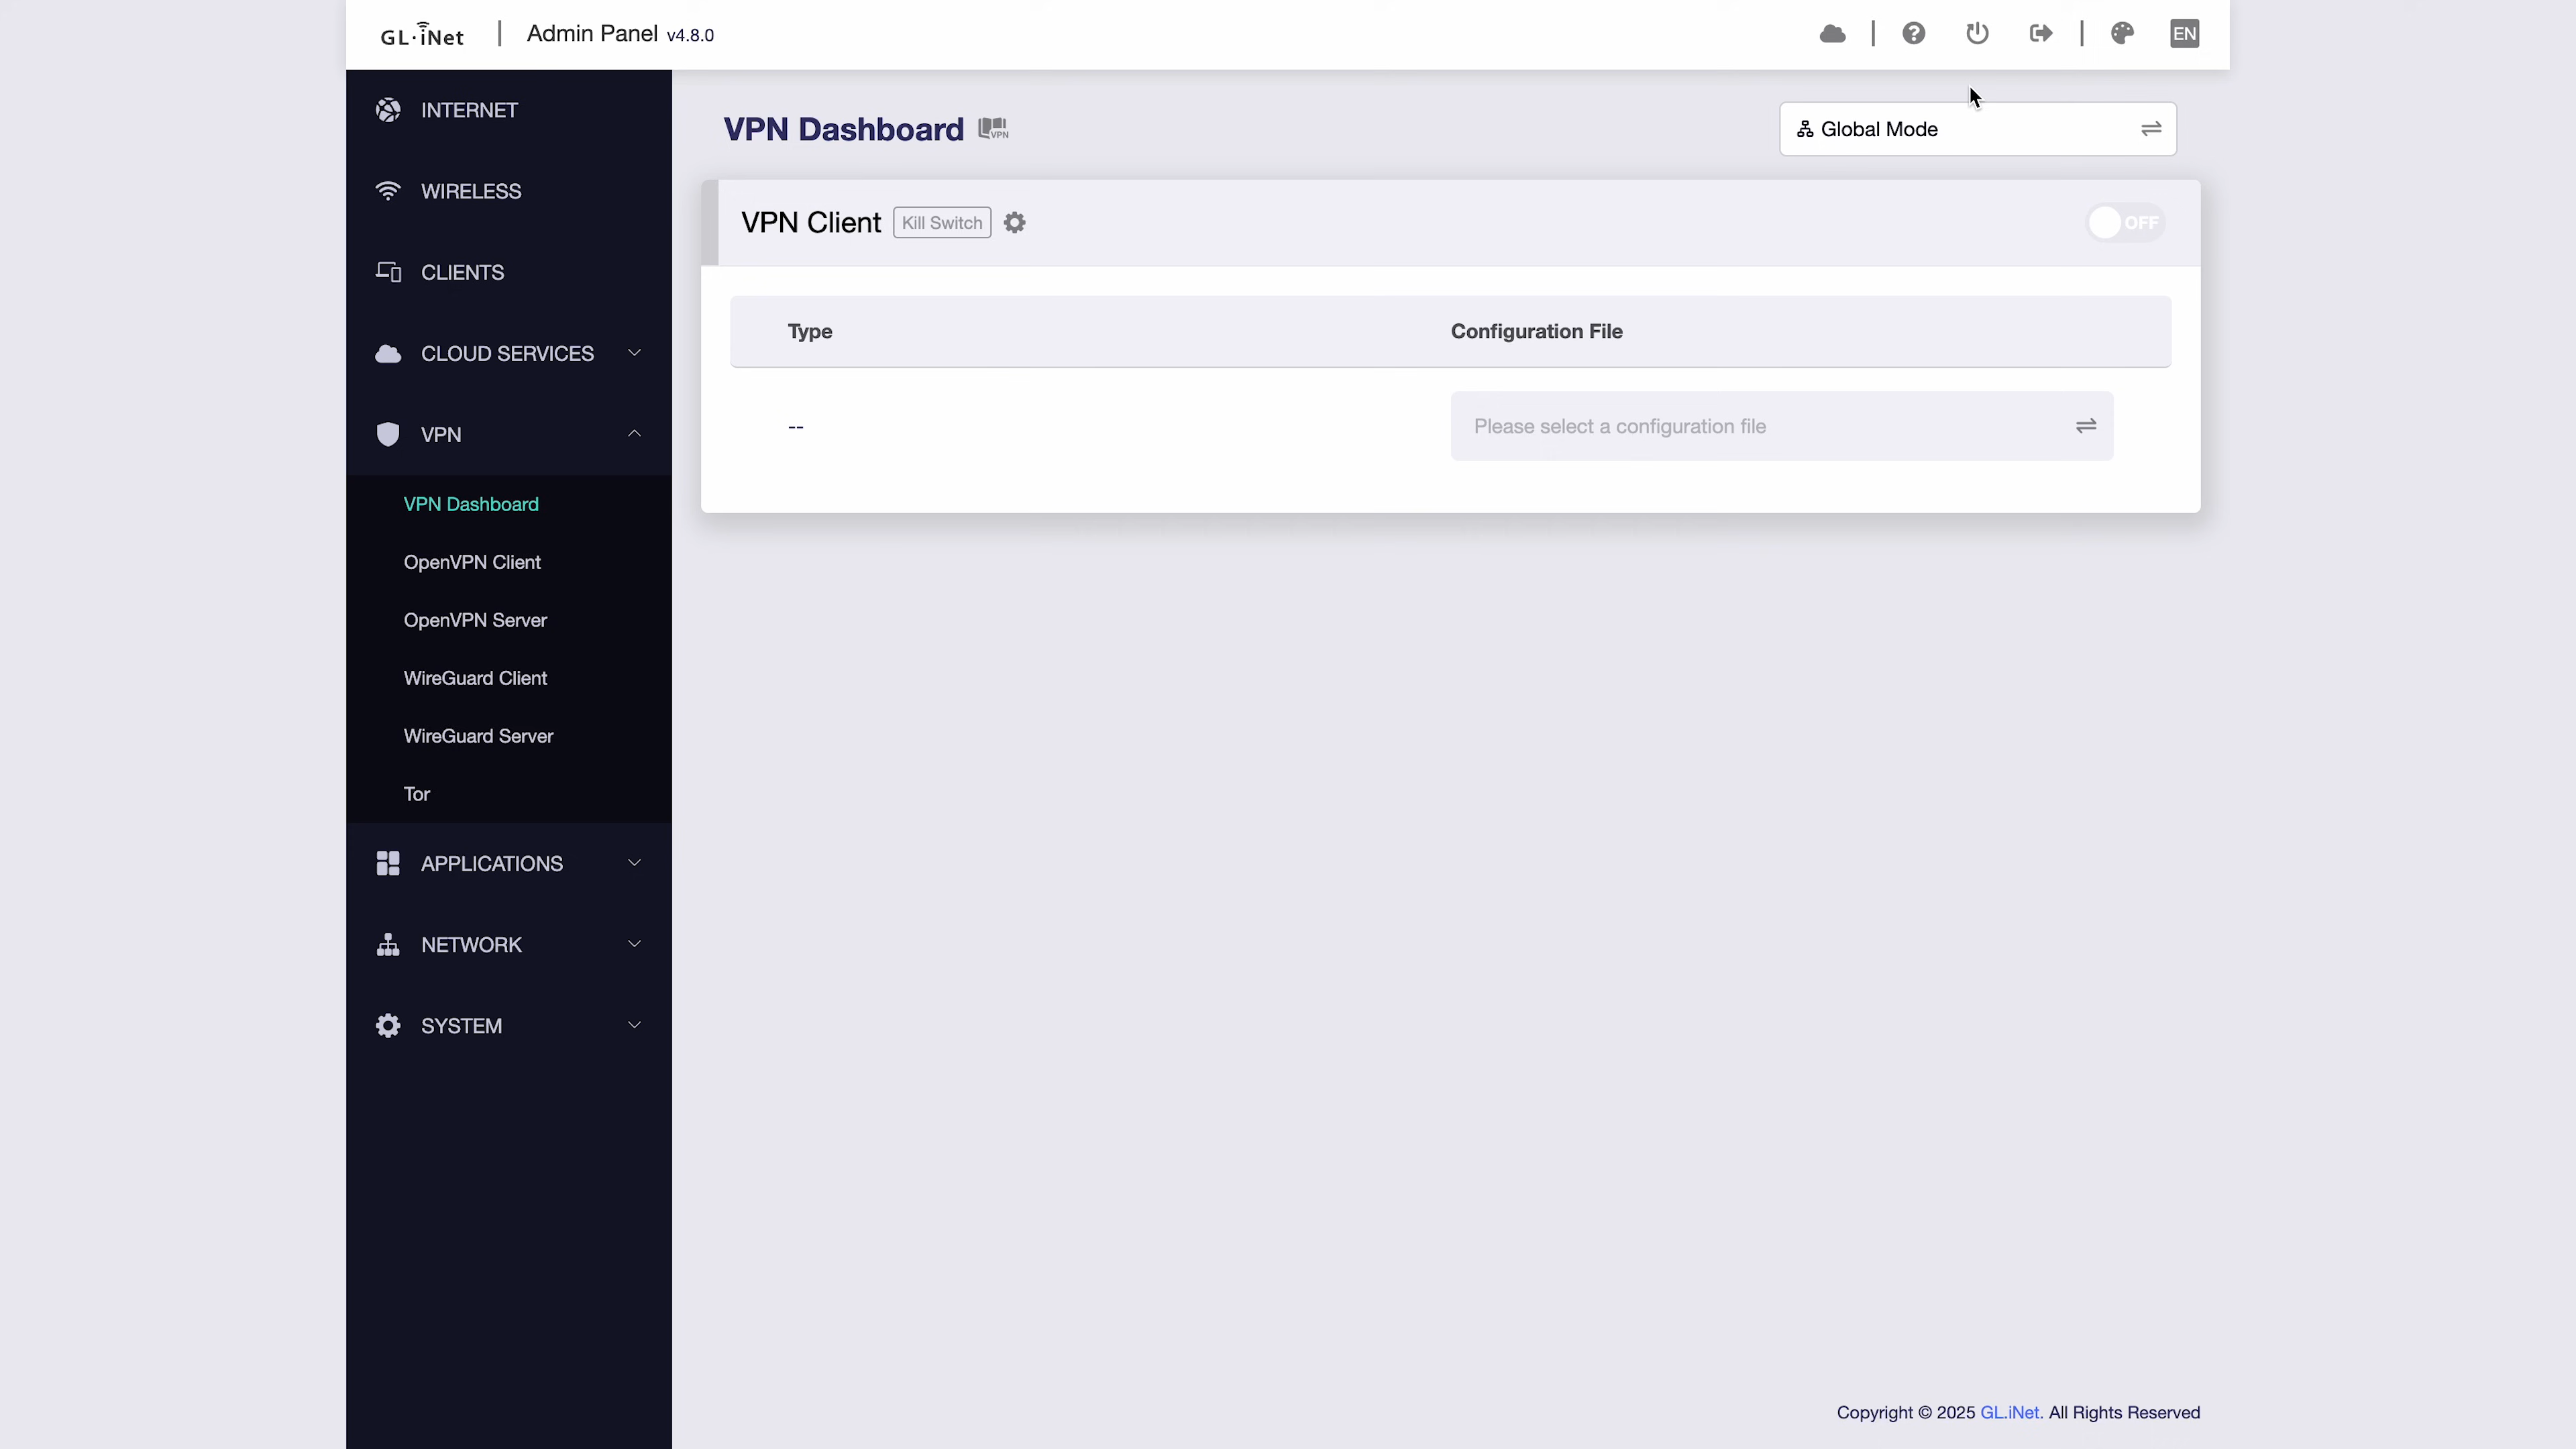 GL·iNet
Admin Panel v4.8.0
EN
INTERNET
WIRELESS
CLIENTS
CLOUD SERVICES
VPN
VPN Dashboard
OpenVPN Client
OpenVPN Server
WireGuard Client
WireGuard Server
Tor
APPLICATIONS
NETWORK
SYSTEM
VPN Dashboard
VPN
Global Mode
VPN Client
Kill Switch
OFF
Type
Configuration File
--
Please select a configuration file
Copyright © 2025 GL.iNet. All Rights Reserved